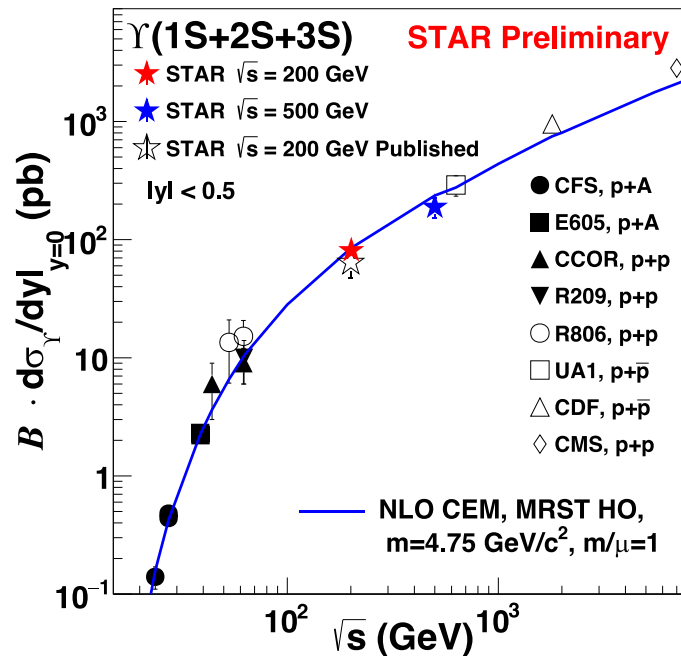 ϒ(1S+2S+3S) STAR Preliminary
STAR √s = 200 GeV
STAR √s = 500 GeV
STAR √s = 200 GeV Published
|y| < 0.5
CFS, p+A
E605, p+A
CCOR, p+p
R209, p+p
R806, p+p
UA1, p+p̅
CDF, p+p̅
CMS, p+p
NLO CEM, MRST HO,
m=4.75 GeV/c², m/μ=1
B · dσ_ϒ/dy|_{y=0} (pb)
10³
10²
10
1
10⁻¹
10² 10³
√s (GeV)